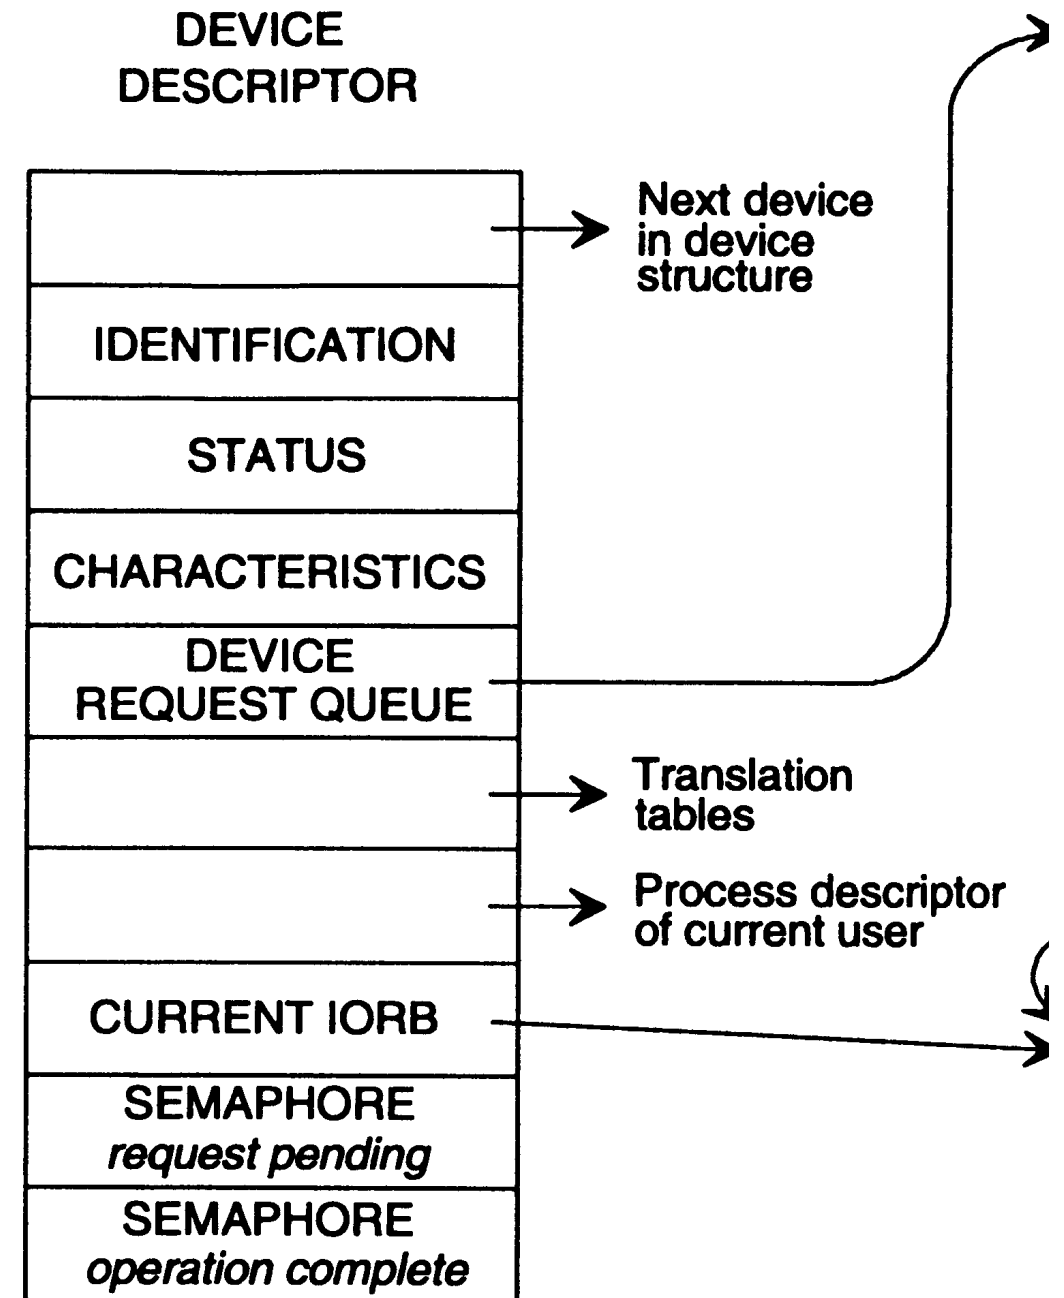 DEVICE
DESCRIPTOR
Next device
in device
structure
IDENTIFICATION
STATUS
CHARACTERISTICS
DEVICE
REQUEST QUEUE
Translation
tables
Process descriptor
of current user
CURRENT IORB
SEMAPHORE
request pending
SEMAPHORE
operation complete